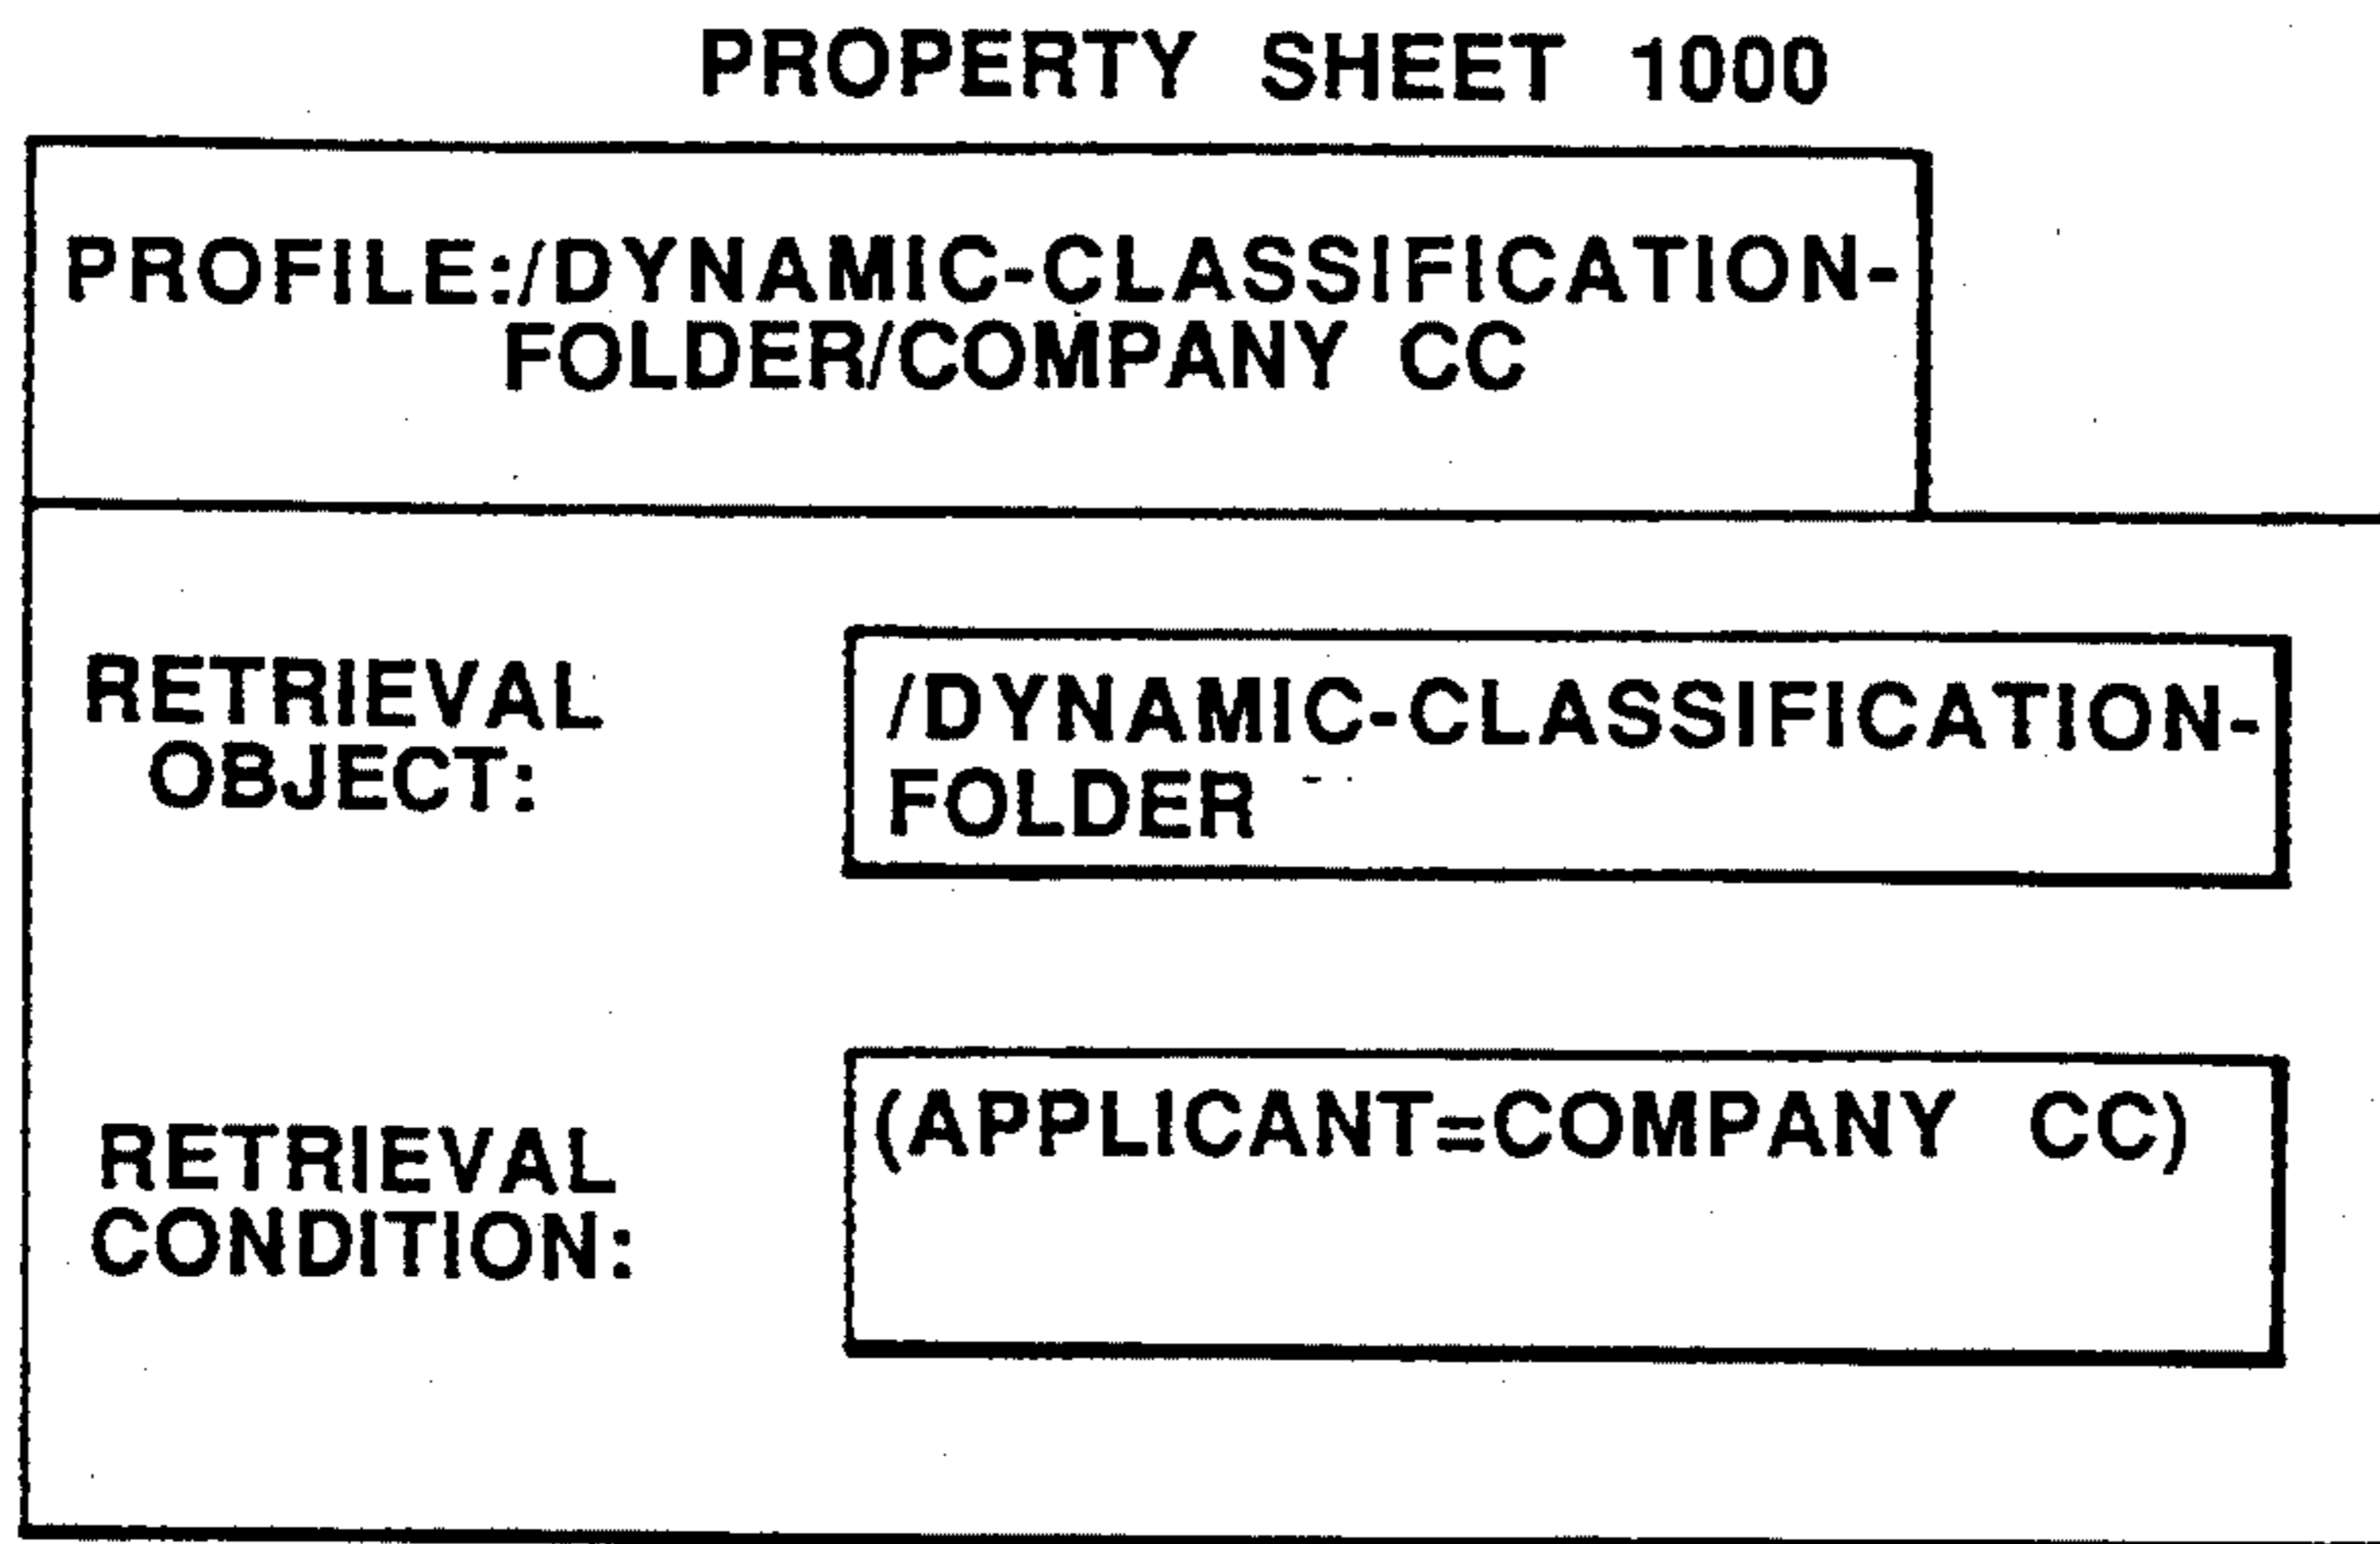 PROPERTY SHEET 1000
PROFILE:/DYNAMIC-CLASSIFICATION-
FOLDER/COMPANY CC
RETRIEVAL
OBJECT:
/DYNAMIC-CLASSIFICATION-
FOLDER
RETRIEVAL
CONDITION:
(APPLICANT=COMPANY CC)